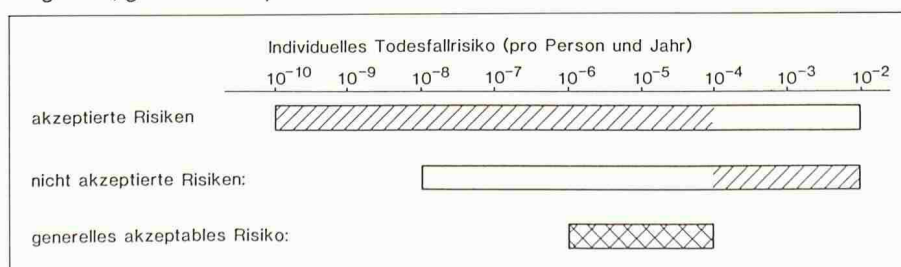 Individuelles Todesfallrisiko (pro Person und Jahr)
10⁻¹⁰ 10⁻⁹ 10⁻⁸ 10⁻⁷ 10⁻⁶ 10⁻⁵ 10⁻⁴ 10⁻³ 10⁻²
akzeptierte Risiken
nicht akzeptierte Risiken:
generelles akzeptables Risiko: